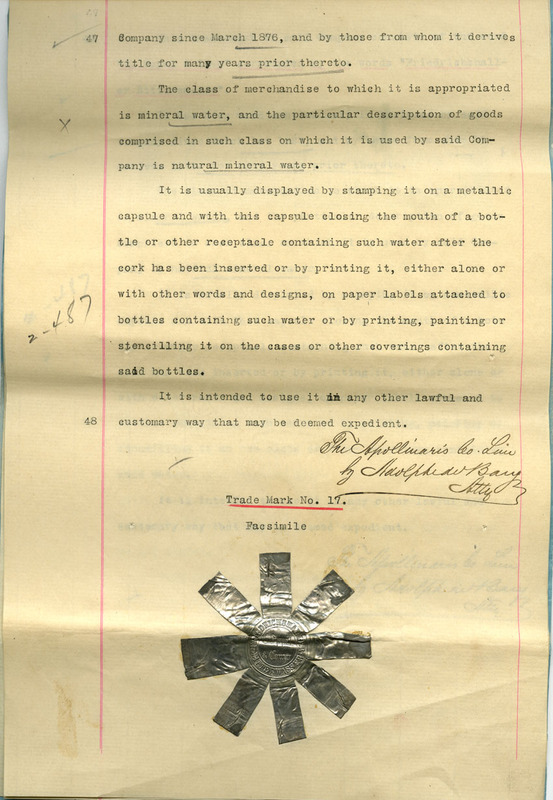 47 Company since March 1876, and by those from whom it derives
title for many years prior thereto.
The class of merchandise to which it is appropriated
is mineral water, and the particular description of goods
X
comprised in such class on which it is used by said Com-
pany is natural mineral water.
It is usually displayed by stamping it on a metallic
capsule and with this capsule closing the mouth of a bot-
tle or other receptacle containing such water after the
cork has been inserted or by printing it, either alone or
with other words and designs, on paper labels attached to
2-487
bottles containing such water or by printing, painting or
stencilling it on the cases or other coverings containing
said bottles.
It is intended to use it in any other lawful and
48 customary way that may be deemed expedient.
The Apollinaris Co. Lim
by Adolphe
Atty
Trade Mark No. 17.
Facsimile